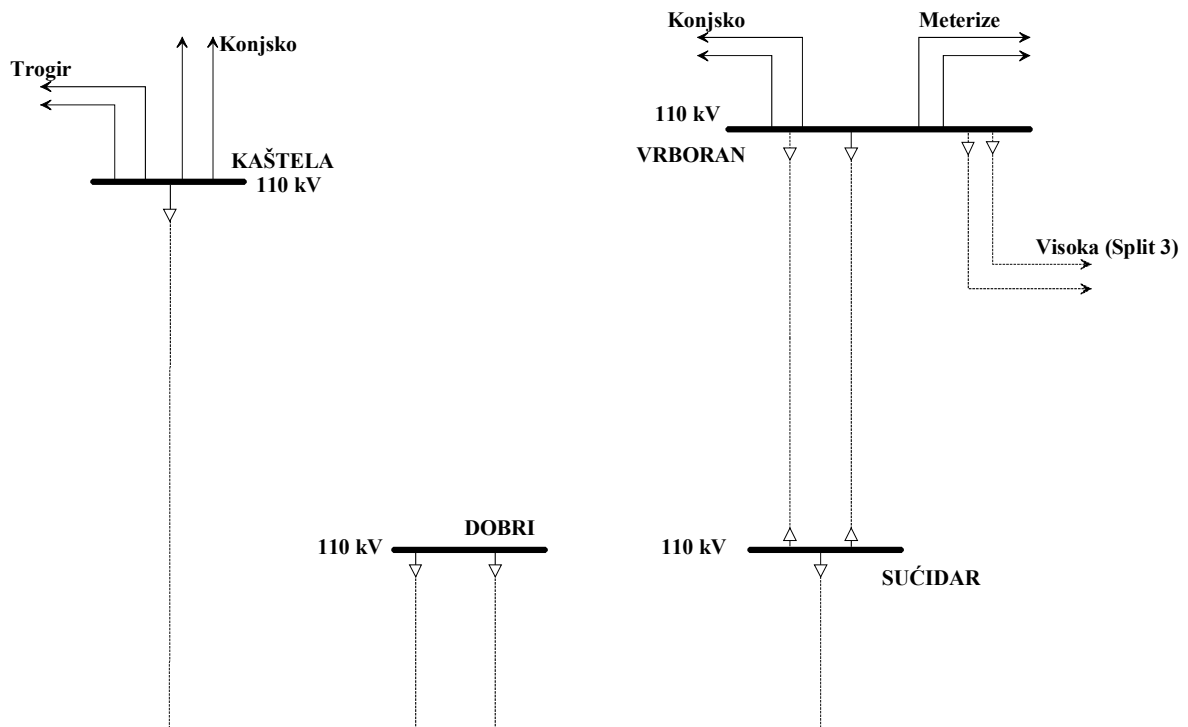 Konjsko
Trogir
KAŠTELA
110 kV
Konjsko
Meterize
110 kV
VRBORAN
Visoka (Split 3)
DOBRI
110 kV
110 kV
SUĆIDAR